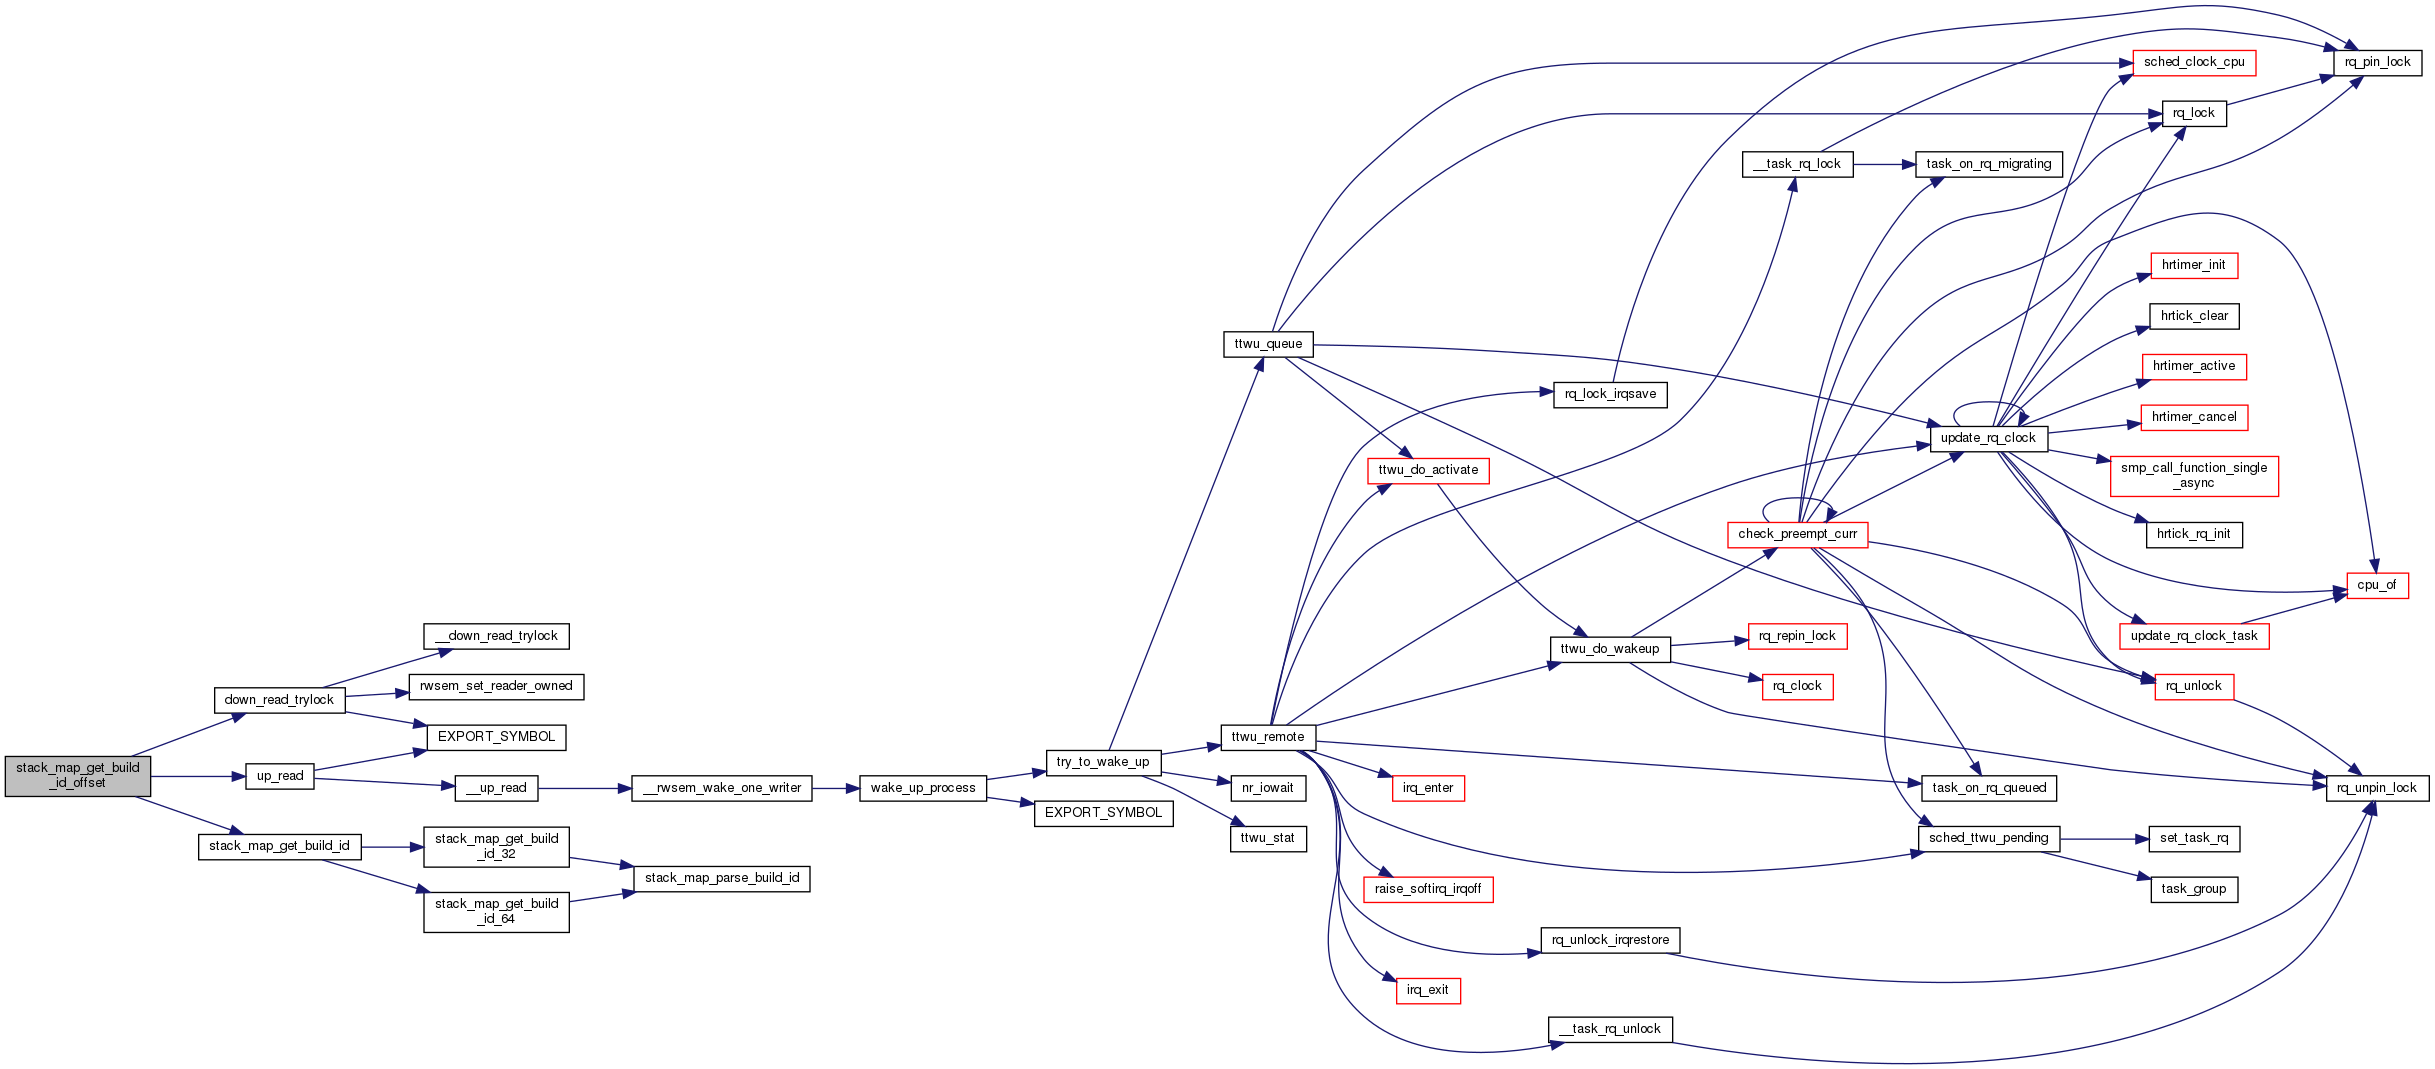 stack_map_get_build
_id_offset
down_read_trylock
__down_read_trylock
rwsem_set_reader_owned
EXPORT_SYMBOL
up_read
__up_read
__rwsem_wake_one_writer
wake_up_process
EXPORT_SYMBOL
stack_map_get_build_id
stack_map_get_build
_id_32
stack_map_get_build
_id_64
stack_map_parse_build_id
try_to_wake_up
ttwu_queue
ttwu_remote
nr_iowait
ttwu_stat
ttwu_do_activate
irq_enter
raise_softirq_irqoff
irq_exit
rq_lock_irqsave
ttwu_do_wakeup
rq_unlock_irqrestore
__task_rq_unlock
__task_rq_lock
check_preempt_curr
rq_repin_lock
rq_clock
task_on_rq_migrating
update_rq_clock
task_on_rq_queued
sched_ttwu_pending
sched_clock_cpu
rq_lock
hrtimer_init
hrtick_clear
hrtimer_active
hrtimer_cancel
smp_call_function_single
_async
hrtick_rq_init
update_rq_clock_task
rq_unlock
set_task_rq
task_group
rq_pin_lock
cpu_of
rq_unpin_lock